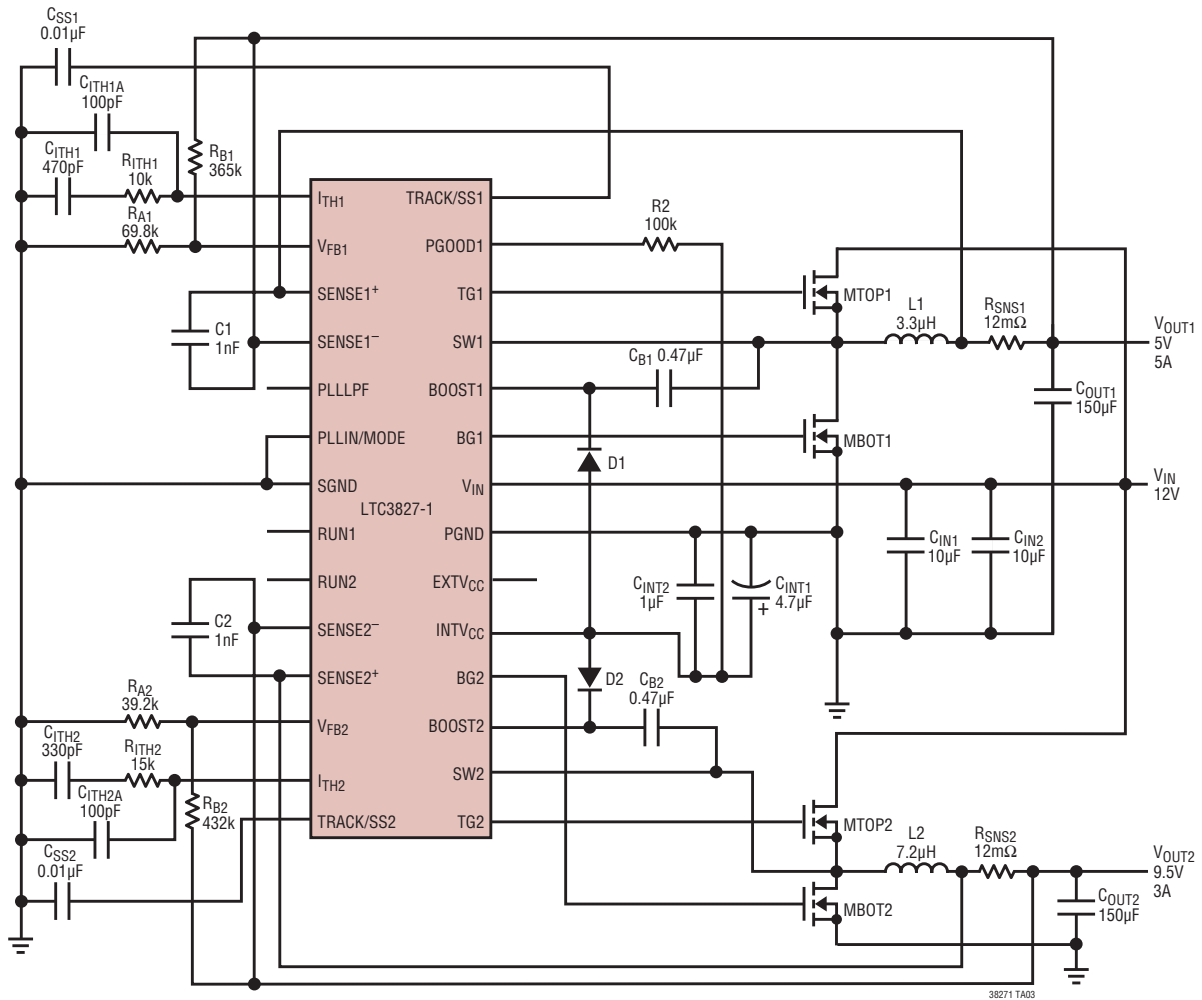 CSS1
0.01µF
CITH1A
100pF
CITH1
470pF
RITH1
10k
RB1
365k
RA1
69.8k
C1
1nF
C2
1nF
RA2
39.2k
CITH2
330pF
RITH2
15k
CITH2A
100pF
RB2
432k
CSS2
0.01µF
ITH1
VFB1
SENSE1+
SENSE1–
PLLLPF
PLLIN/MODE
SGND
LTC3827-1
RUN1
RUN2
SENSE2–
SENSE2+
VFB2
ITH2
TRACK/SS2
TRACK/SS1
PGOOD1
TG1
SW1
BOOST1
BG1
VIN
PGND
EXTVCC
INTVCC
BG2
BOOST2
SW2
TG2
R2
100k
MTOP1
L1
3.3µH
RSNS1
12mΩ
VOUT1
5V
5A
CB1 0.47µF
COUT1
150µF
D1
MBOT1
VIN
12V
CIN1
10µF
CIN2
10µF
CINT2
1µF
CINT1
4.7µF
+
D2
CB2
0.47µF
MTOP2
L2
7.2µH
RSNS2
12mΩ
VOUT2
9.5V
3A
MBOT2
COUT2
150µF
38271 TA03